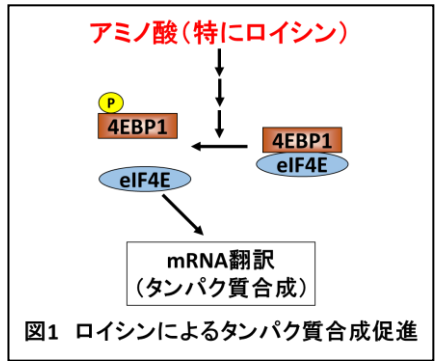 アミノ酸（特にロイシン）
P
4EBP1
4EBP1
eIF4E
eIF4E
mRNA翻訳
（タンパク質合成）
図1 ロイシンによるタンパク質合成促進